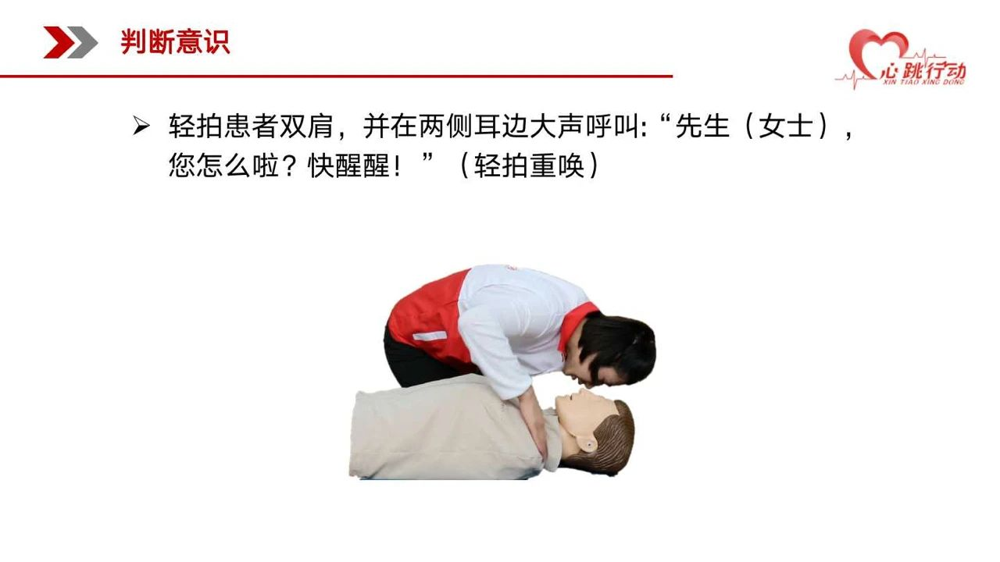 判断意识
心跳行动
XIN TIAO XING DONG
➢ 轻拍患者双肩，并在两侧耳边大声呼叫:“先生（女士），
您怎么啦？快醒醒！”（轻拍重唤）